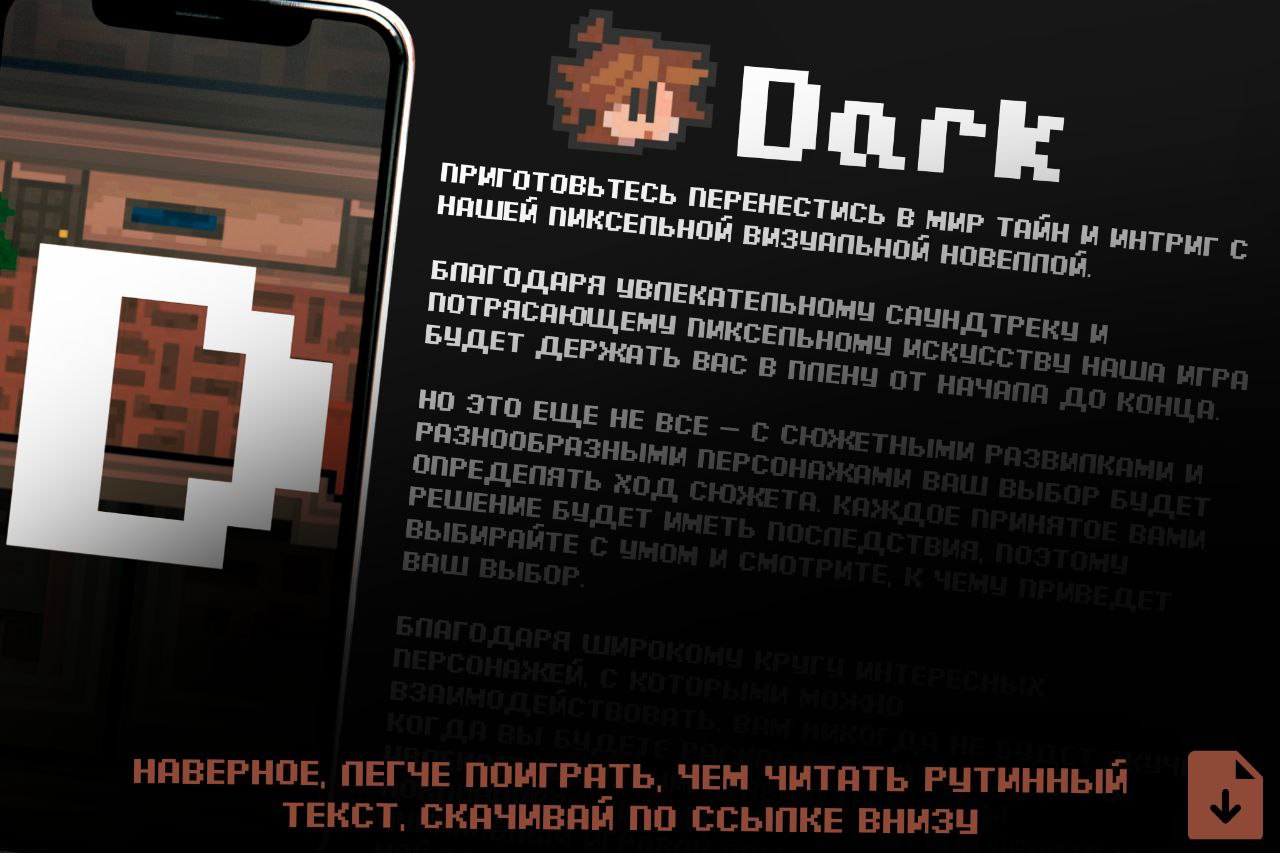 Dark
ПРИГОТОВЬТЕСЬ ПЕРЕНЕСТИСЬ В МИР ТАЙН И ИНТРИГ С
НАШЕЙ ПИКСЕЛЬНОЙ ВИЗУАЛЬНОЙ НОВЕЛЛОЙ.
БЛАГОДАРЯ УВЛЕКАТЕЛЬНОМУ САУНДТРЕКУ И
ПОТРЯСАЮЩЕМУ ПИКСЕЛЬНОМУ ИСКУССТВУ НАША ИГРА
БУДЕТ ДЕРЖАТЬ ВАС В ПЛЕНУ ОТ НАЧАЛА ДО КОНЦА.
НО ЭТО ЕЩЕ НЕ ВСЕ – С СЮЖЕТНЫМИ РАЗВИЛКАМИ И
РАЗНООБРАЗНЫМИ ПЕРСОНАЖАМИ ВАШ ВЫБОР БУДЕТ
ОПРЕДЕЛЯТЬ ХОД СЮЖЕТА. КАЖДОЕ ПРИНЯТОЕ ВАМИ
РЕШЕНИЕ БУДЕТ ИМЕТЬ ПОСЛЕДСТВИЯ, ПОЭТОМУ
ВЫБИРАЙТЕ С УМОМ И СМОТРИТЕ, К ЧЕМУ ПРИВЕДЕТ
ВАШ ВЫБОР.
БЛАГОДАРЯ ШИРОКОМУ КРУГУ ИНТЕРЕСНЫХ
ПЕРСОНАЖЕЙ, С КОТОРЫМИ МОЖНО
ВЗАИМОДЕЙСТВОВАТЬ, ВАМ НИКОГДА НЕ БУДЕТ
КОГДА ВЫ БУДЕТЕ
D
НАВЕРНОЕ, ЛЕГЧЕ ПОИГРАТЬ, ЧЕМ ЧИТАТЬ РУТИННЫЙ
ТЕКСТ, СКАЧИВАЙ ПО ССЫЛКЕ ВНИЗУ